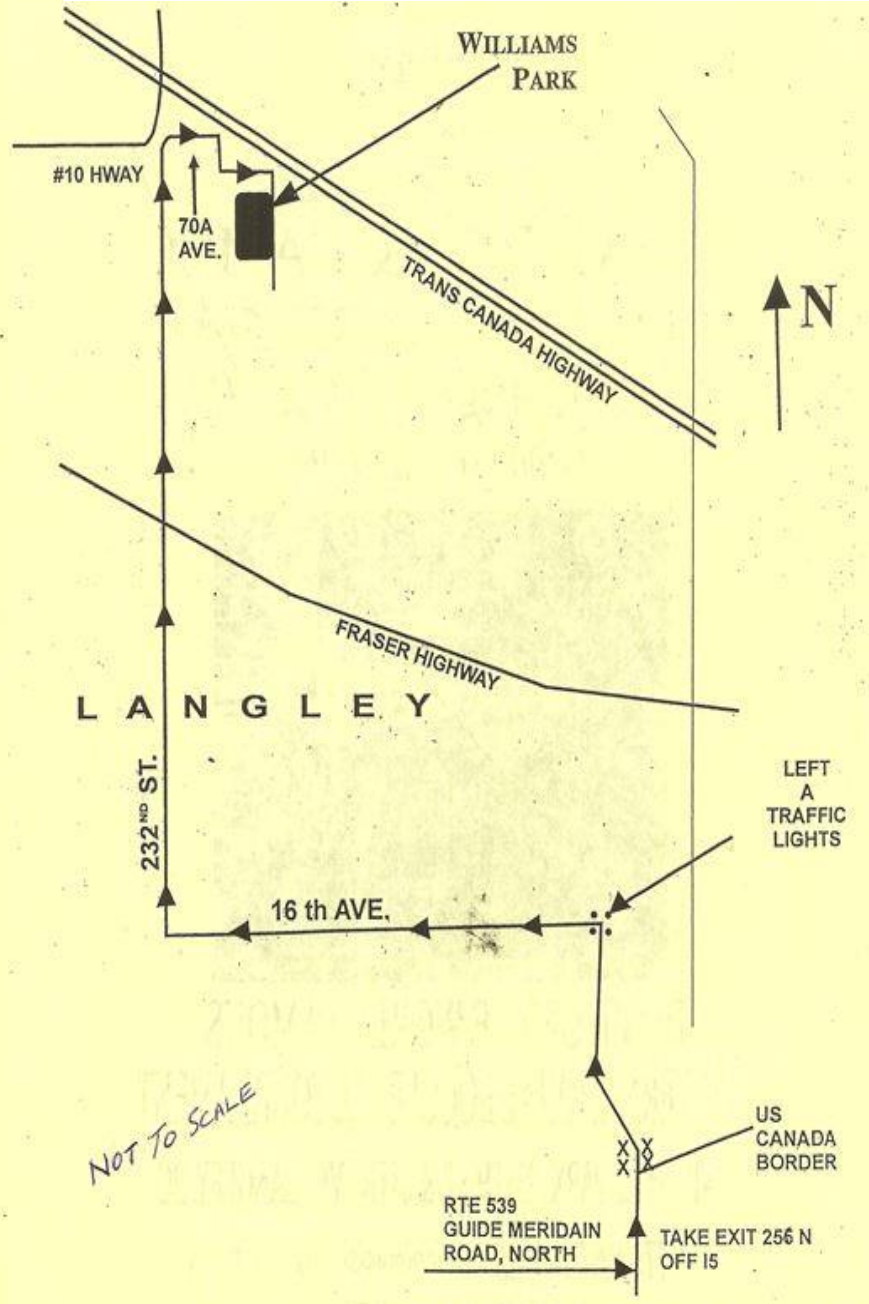 WILLIAMS
PARK
#10 HWAY
70A
AVE.
TRANS CANADA HIGHWAY
N
FRASER HIGHWAY
LANGLEY
232ND ST.
LEFT
A
TRAFFIC
LIGHTS
16 th AVE.
NOT TO SCALE
US
CANADA
BORDER
RTE 539
GUIDE MERIDAIN
ROAD, NORTH
TAKE EXIT 256 N
OFF I5